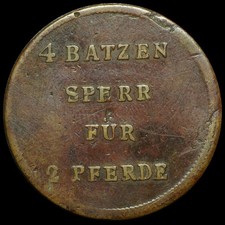 4 BATZEN
SPERR
FÜR
2 PFERDE